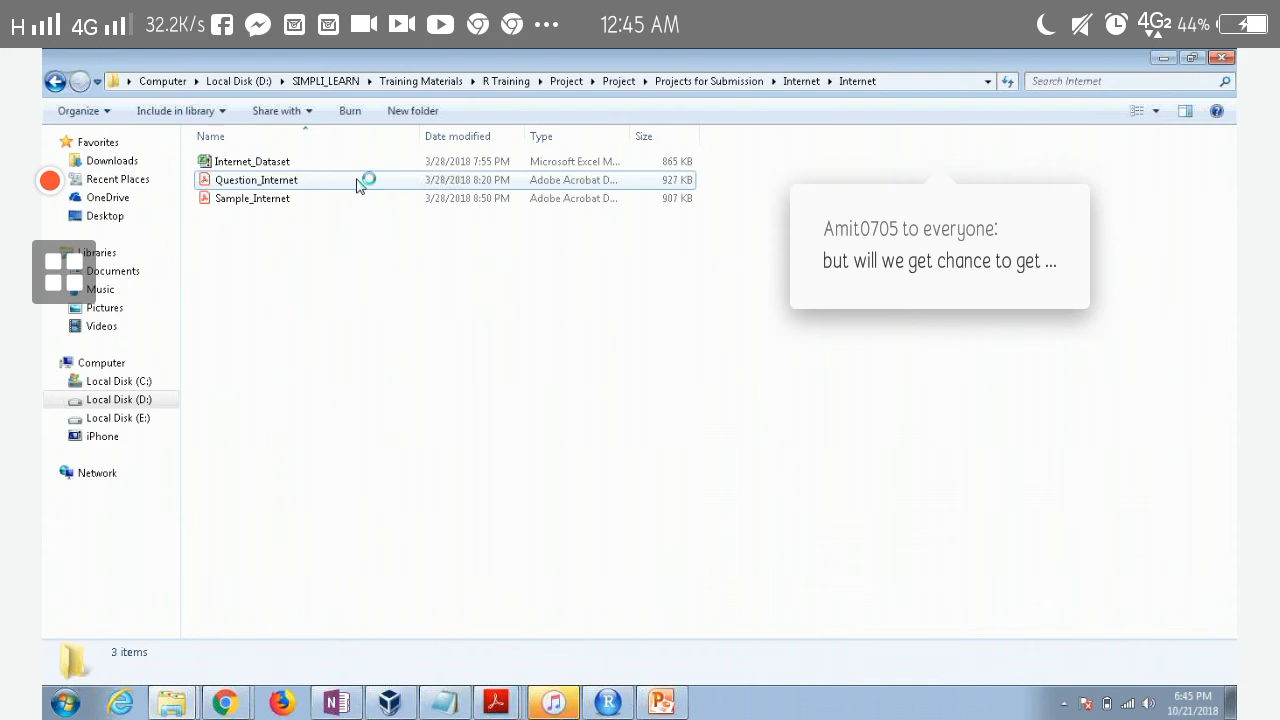 H 4G 32.2K/s 12:45 AM 4G2 44%
Computer Local Disk (D:) SIMPLI_LEARN Training Materials R Training Project Project Projects for Submission Internet Internet Search Internet
Organize Include in library Share with Burn New folder
Name Date modified Type Size
Favorites
Downloads
Recent Places
OneDrive
Desktop
Libraries
Documents
Music
Pictures
Videos
Computer
Local Disk (C:)
Local Disk (D:)
Local Disk (E:)
iPhone
Network
Internet_Dataset 3/28/2018 7:55 PM Microsoft Excel M... 865 KB
Question_Internet 3/28/2018 8:20 PM Adobe Acrobat D... 927 KB
Sample_Internet 3/28/2018 8:50 PM Adobe Acrobat D... 907 KB
Amit0705 to everyone:
but will we get chance to get ...
3 items
6:45 PM
10/21/2018